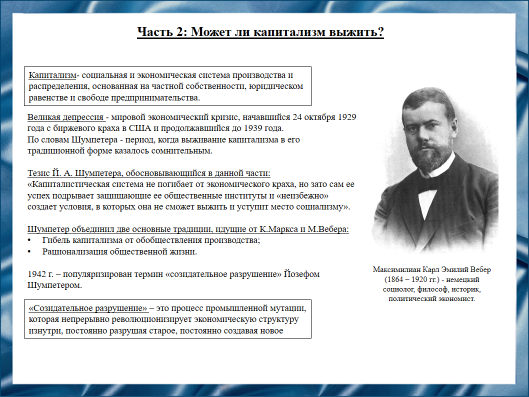 Часть 2: Может ли капитализм выжить?
Капитализм- социальная и экономическая система производства и
распределения, основанная на частной собственности, юридическом
равенстве и свободе предпринимательства.
Великая депрессия - мировой экономический кризис, начавшийся 24 октября 1929
года с биржевого краха в США и продолжавшийся до 1939 года.
По словам Шумпетера - период, когда выживание капитализма в его
традиционной форме казалось сомнительным.
Тезис Й. А. Шумпетера, обосновывающийся в данной части:
«Капиталистическая система не погибает от экономического краха, но зато сам ее
успех подрывает защищающие ее общественные институты и «неизбежно»
создает условия, в которых она не сможет выжить и уступит место социализму».
Шумпетер объединил две основные традиции, идущие от К.Маркса и М.Вебера:
• Гибель капитализма от обобществления производства;
• Рационализация общественной жизни.
1942 г. – популяризирован термин «созидательное разрушение» Йозефом
Шумпетером.
«Созидательное разрушение» – это процесс промышленной мутации,
которая непрерывно революционизирует экономическую структуру
изнутри, постоянно разрушая старое, постоянно создавая новое
Максимилиан Карл Эмилий Вебер
(1864 – 1920 гг.) - немецкий
социолог, философ, историк,
политический экономист.